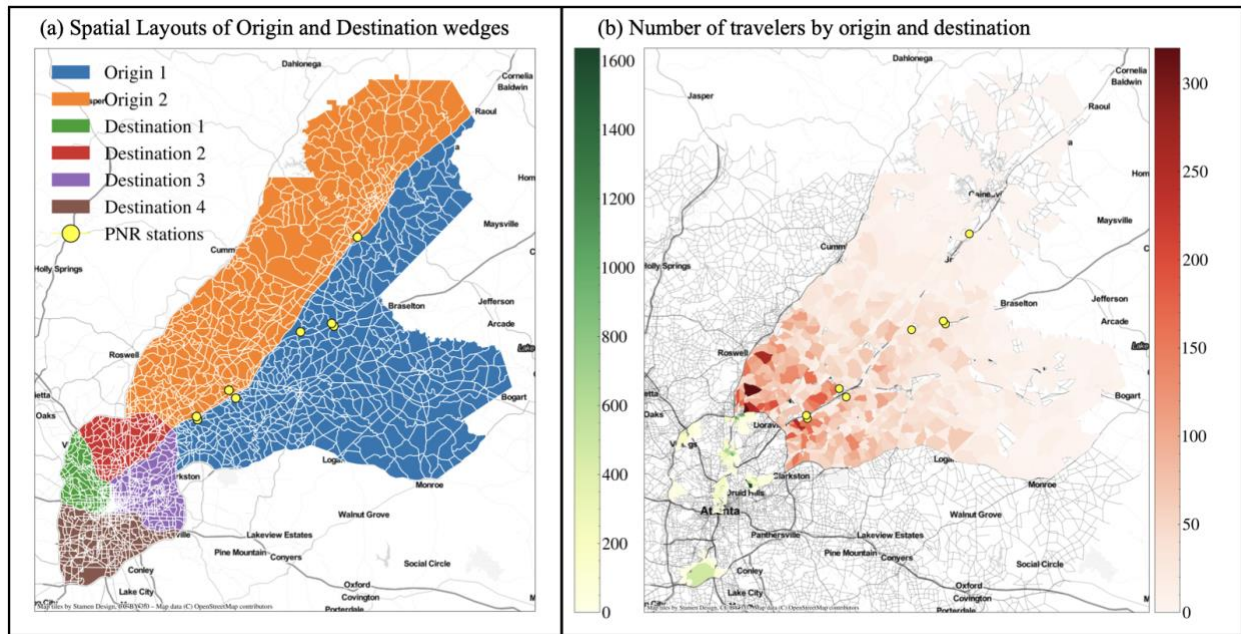 (a) Spatial Layouts of Origin and Destination wedges
Origin 1
Origin 2
Destination 1
Destination 2
Destination 3
Destination 4
PNR stations
Dahlonega
Cornelia
Baldwin
Jasper
Raoul
Hom
Maysville
Cumm
Holly Springs
Braselton
Jefferson
Arcade
Roswell
Bogart
Oaks
Logan
Monroe
Walnut Grove
Lakeview Estates
Pine Mountain
Conyers
Social Circle
Conley
Lake City
Oxford
Covington
Porterdale
(b) Number of travelers by origin and destination
1600
1400
1200
1000
800
600
400
200
0
Dahlonega
Cornelia
Baldwin
Jasper
Raoul
Hom
Maysville
Cumm
Holly Springs
Braselton
Jefferson
Arcade
Roswell
Bogart
Oaks
Doravi
Clarkston
Druid Hills
Atlanta
Monroe
Walnut Grove
Panthersville
Lakeview Estates
Pine Mountain
Conyers
Social Circle
Conley
Lake City
Oxford
Covington
Porterdale
300
250
200
150
100
50
0